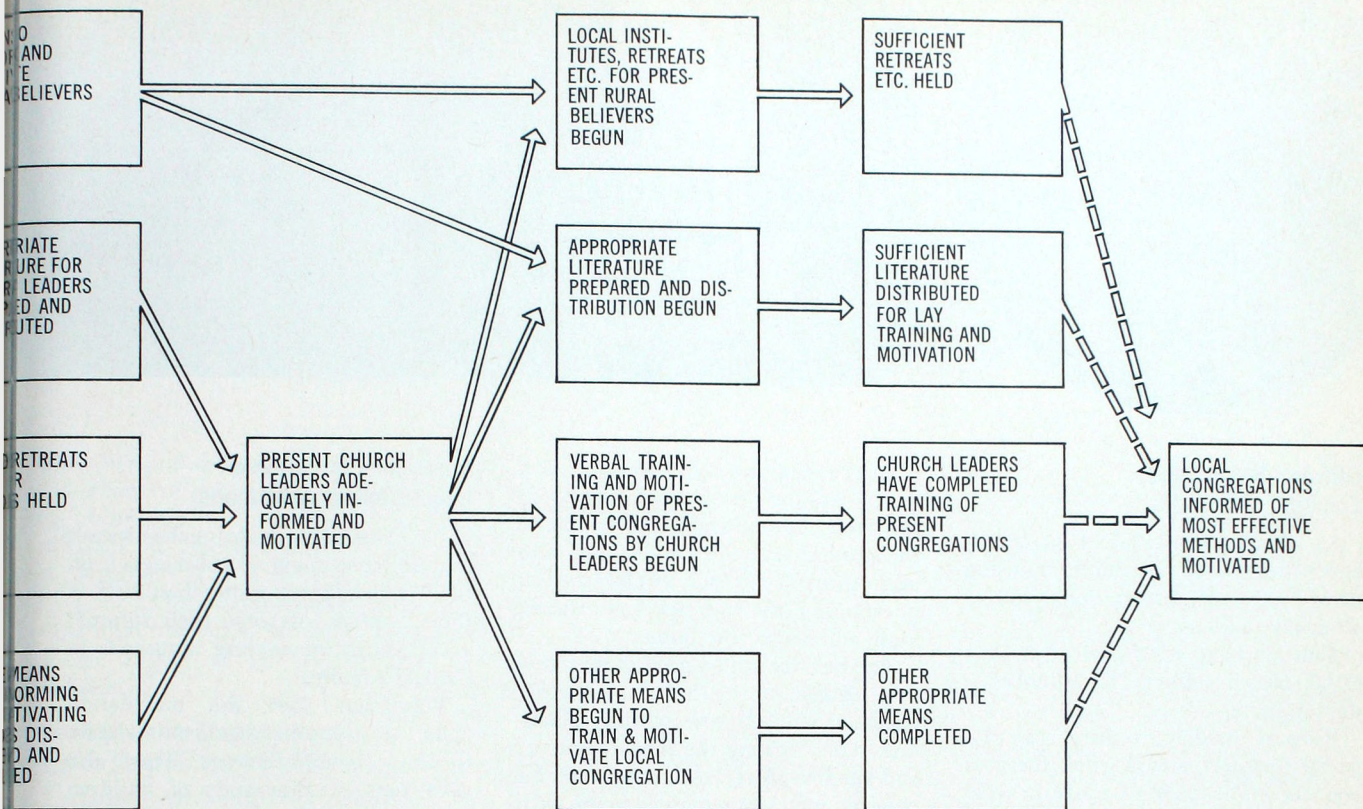 BELIEVERS
LEADERS
AND
RETREATS
HELD
MEANS
DIS-
AND
PRESENT CHURCH
LEADERS ADE-
QUATELY IN-
FORMED AND
MOTIVATED
LOCAL INSTI-
TUTES, RETREATS
ETC. FOR PRES-
ENT RURAL
BELIEVERS
BEGUN
APPROPRIATE
LITERATURE
PREPARED AND DIS-
TRIBUTION BEGUN
VERBAL TRAIN-
ING AND MOTI-
VATION OF PRES-
ENT CONGREGA-
TIONS BY CHURCH
LEADERS BEGUN
OTHER APPRO-
PRIATE MEANS
BEGUN TO
TRAIN & MOTI-
VATE LOCAL
CONGREGATION
SUFFICIENT
RETREATS
ETC. HELD
SUFFICIENT
LITERATURE
DISTRIBUTED
FOR LAY
TRAINING AND
MOTIVATION
CHURCH LEADERS
HAVE COMPLETED
TRAINING OF
PRESENT
CONGREGATIONS
OTHER
APPROPRIATE
MEANS
COMPLETED
LOCAL
CONGREGATIONS
INFORMED OF
MOST EFFECTIVE
METHODS AND
MOTIVATED